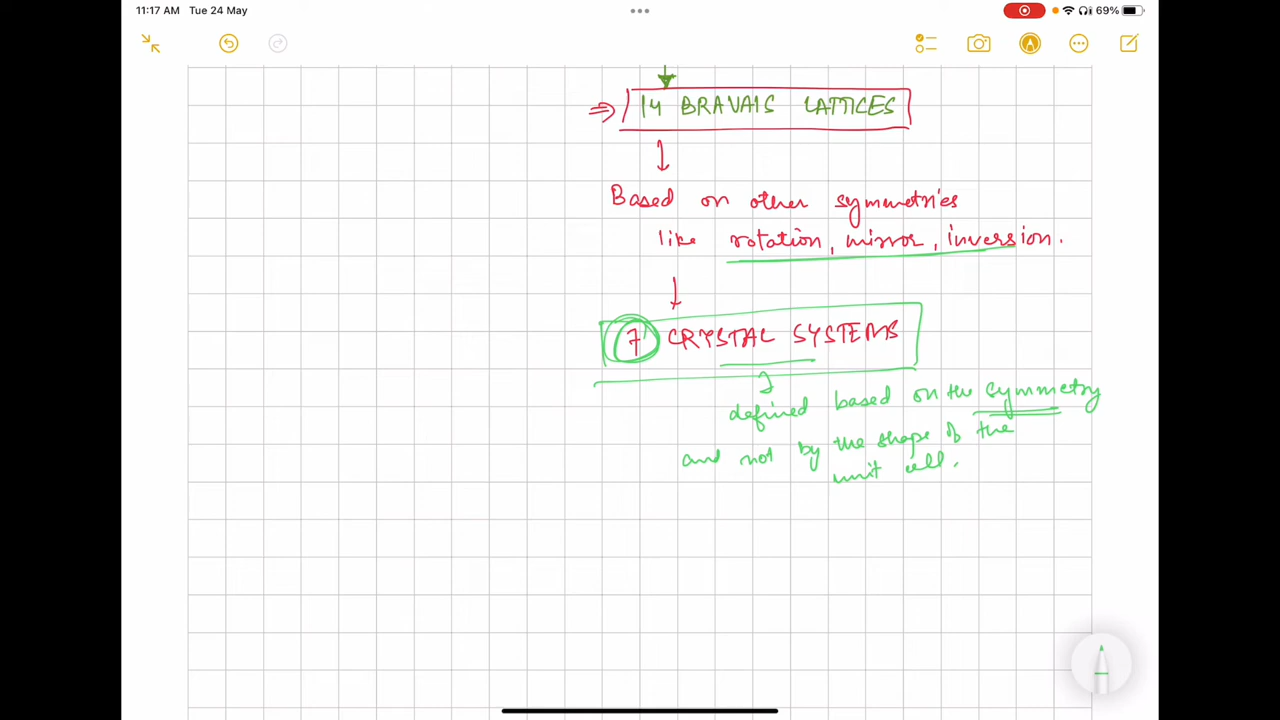 11:17 AM Tue 24 May
69%
⇒ 14 BRAVAIS LATTICES
Based on other symmetries
like rotation, mirror, inversion.
7 CRYSTAL SYSTEMS
defined based on the symmetry
and not by the shape of the
unit cell.